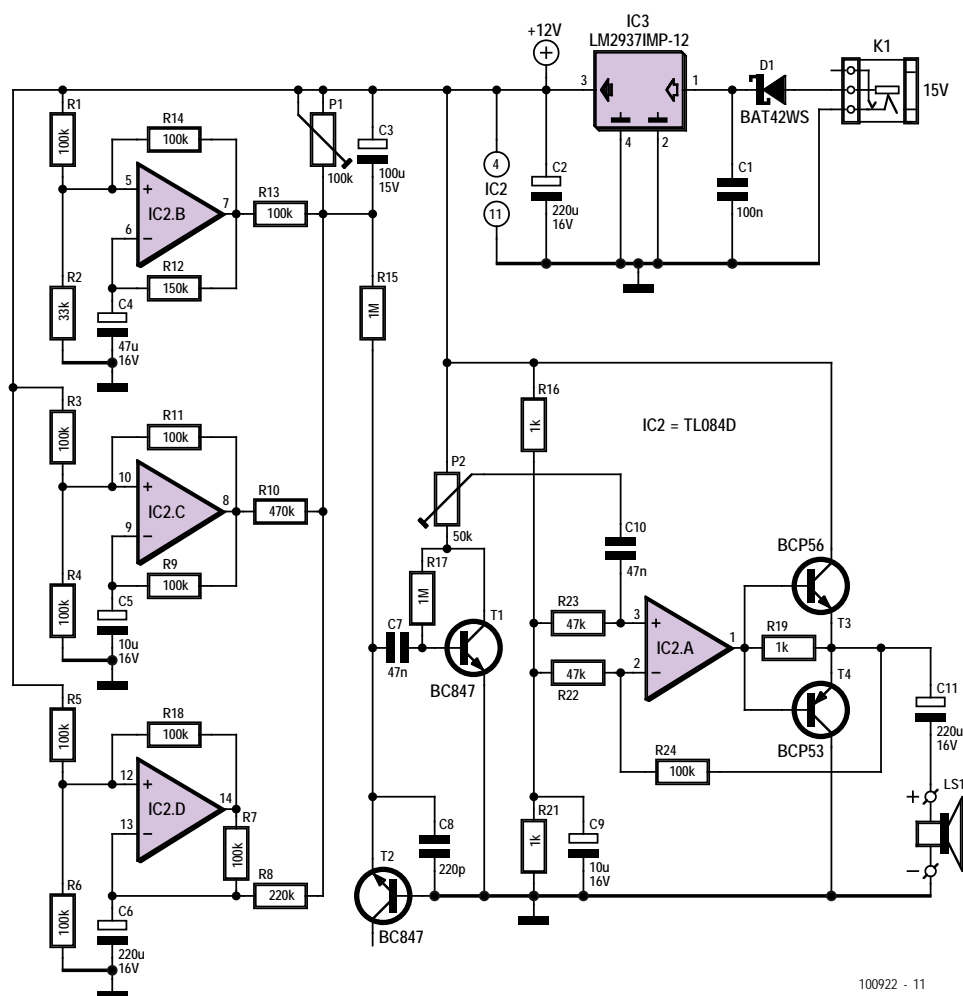 IC3
LM2937IMP-12
+12V
3
1
4
2
D1
BAT42WS
K1
15V
R1
100k
R14
100k
P1
100k
C3
100u
15V
4
IC2
11
C2
220u
16V
C1
100n
5
+
IC2.B
7
6
−
R13
100k
R12
150k
R2
33k
C4
47u
16V
R15
1M
R3
100k
R11
100k
10
+
IC2.C
8
9
−
R10
470k
R9
100k
R4
100k
C5
10u
16V
R16
1k
IC2 = TL084D
P2
50k
C10
47n
R17
1M
C7
47n
T1
BC847
R23
47k
3
+
IC2.A
1
2
−
R22
47k
BCP56
T3
R19
1k
T4
BCP53
R24
100k
C11
220u
16V
LS1
+
−
R5
100k
R18
100k
12
+
IC2.D
14
13
−
R7
100k
R8
220k
R6
100k
C6
220u
16V
C8
220p
T2
BC847
R21
1k
C9
10u
16V
100922 - 11